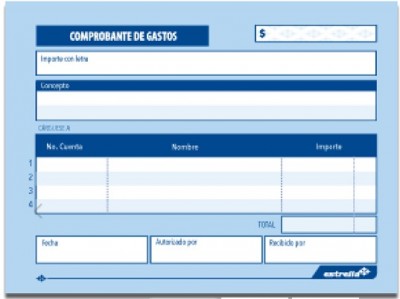 COMPROBANTE DE GASTOS
$
Importe con letra
Concepto
CÁRGUESE A
No. Cuenta Nombre Importe
1
2
3
4
TOTAL
Fecha Autorizado por Recibido por
estrella